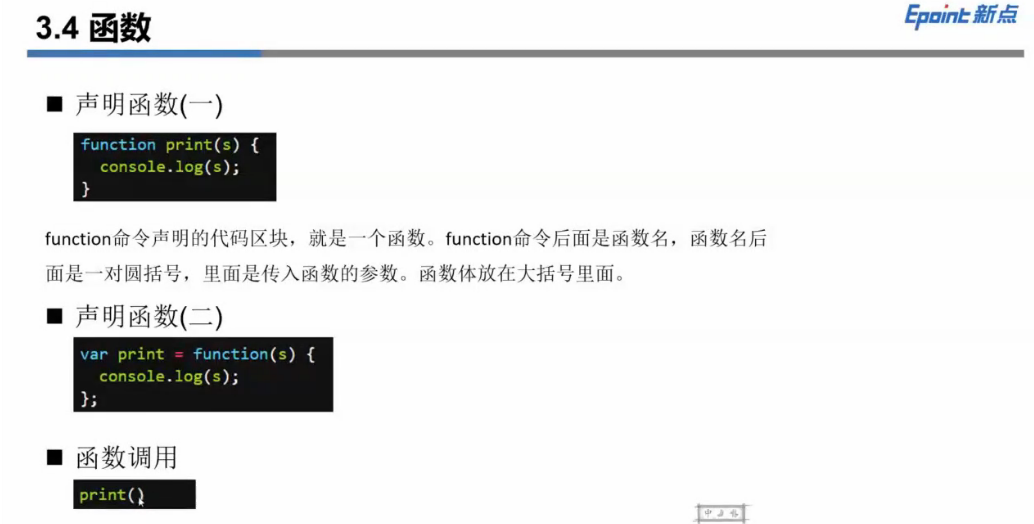 3.4 函数
Epoint 新点
■ 声明函数(一)
function print(s) {
console.log(s);
}
function命令声明的代码区块，就是一个函数。function命令后面是函数名，函数名后
面是一对圆括号，里面是传入函数的参数。函数体放在大括号里面。
■ 声明函数(二)
var print = function(s) {
console.log(s);
};
■ 函数调用
print()